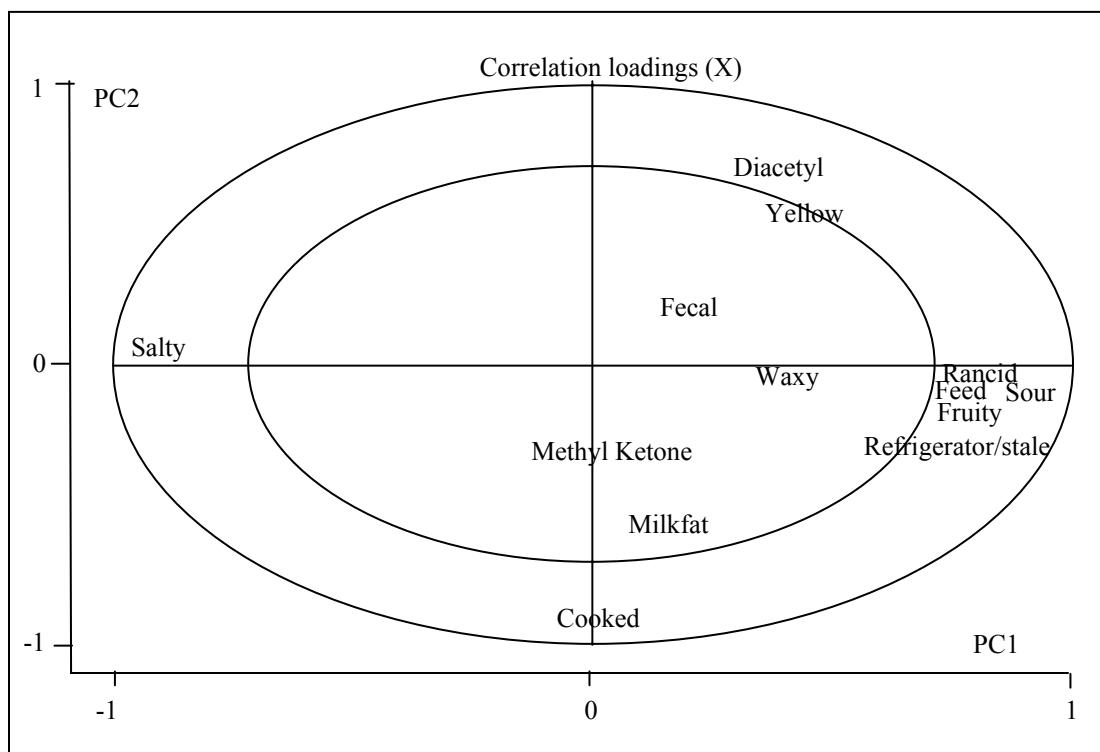 Correlation loadings (X)
1
PC2
Diacetyl
Yellow
Fecal
Salty
0
Waxy
Rancid
Feed
Sour
Fruity
Refrigerator/stale
Methyl Ketone
Milkfat
Cooked
-1
PC1
-1
0
1